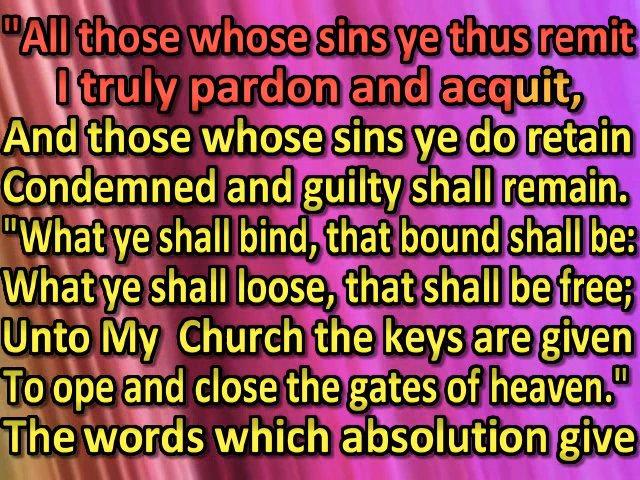 "All those whose sins ye thus remit
I truly pardon and acquit,
And those whose sins ye do retain
Condemned and guilty shall remain.
"What ye shall bind, that bound shall be:
What ye shall loose, that shall be free;
Unto My  Church the keys are given
To ope and close the gates of heaven."
The words which absolution give